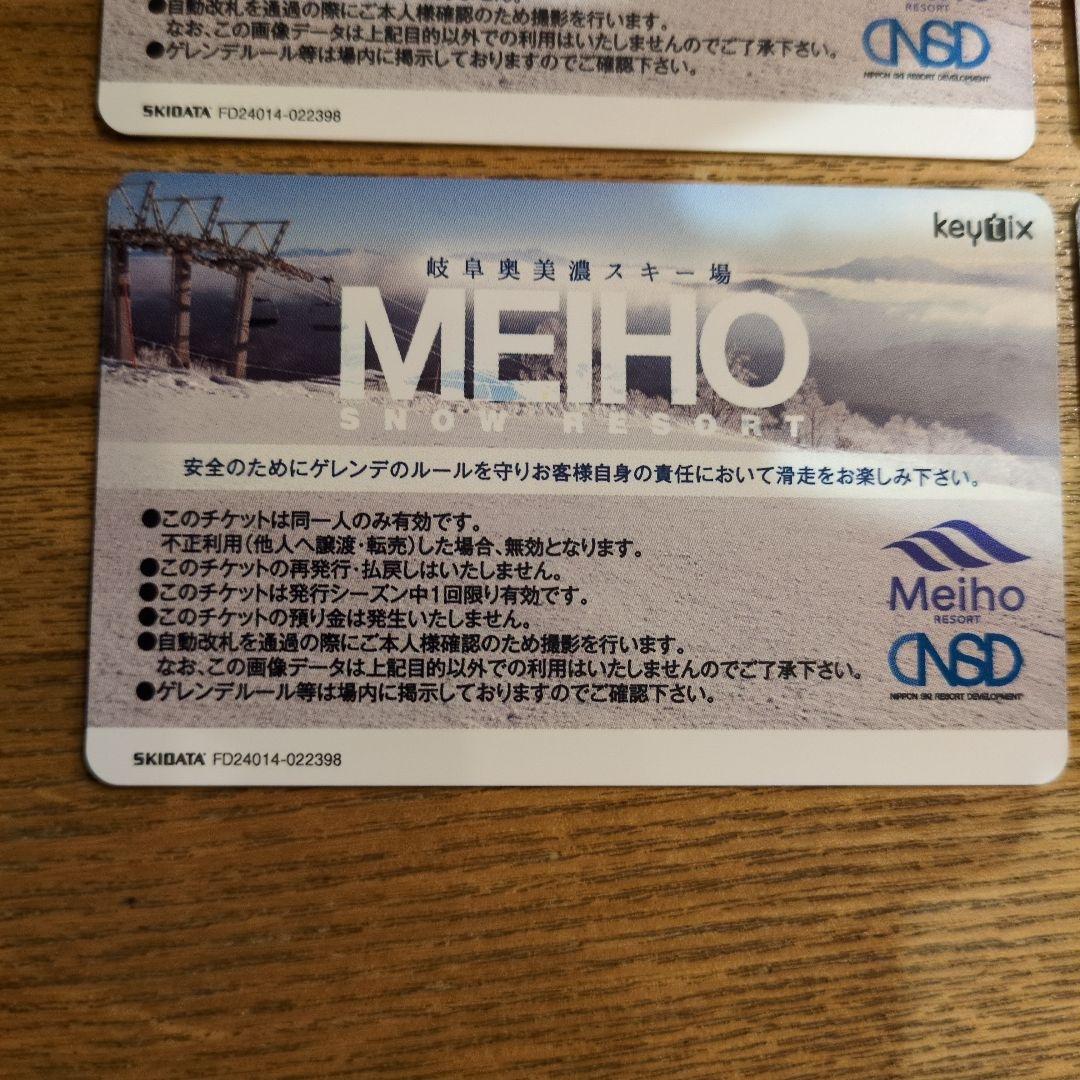 ●自動改札を通過の際にご本人様確認のため撮影を行います。
なお、この画像データは上記目的以外での利用はいたしませんのでご了承下さい。
●ゲレンデルール等は場内に掲示しておりますのでご確認下さい。
RESORT
NSD
NIPPON SKI RESORT DEVELOPMENT
SKIDATA FD24014-022398
keytix
岐阜奥美濃スキー場
MEIHO
SNOW RESORT
安全のためにゲレンデのルールを守りお客様自身の責任において滑走をお楽しみ下さい。
●このチケットは同一人のみ有効です。
不正利用(他人へ譲渡・転売)した場合、無効となります。
●このチケットの再発行・払戻しはいたしません。
●このチケットは発行シーズン中1回限り有効です。
●このチケットの預り金は発生いたしません。
●自動改札を通過の際にご本人様確認のため撮影を行います。
なお、この画像データは上記目的以外での利用はいたしませんのでご了承下さい。
●ゲレンデルール等は場内に掲示しておりますのでご確認下さい。
Meiho
RESORT
NSD
NIPPON SKI RESORT DEVELOPMENT
SKIDATA FD24014-022398